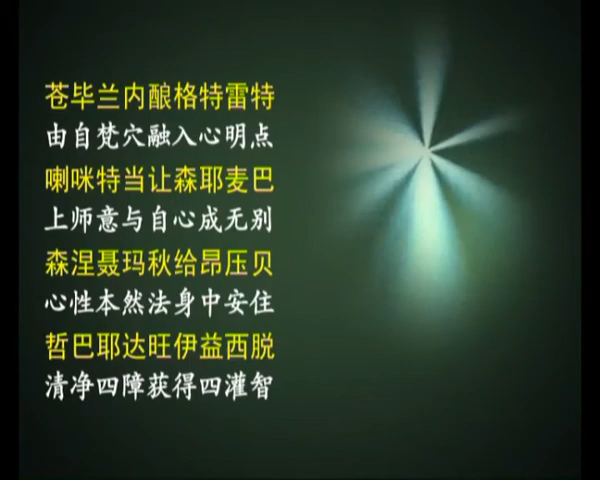 苍毕兰内酿格特雷特
由自梵穴融入心明点
喇咪特当让森耶麦巴
上师意与自心成无别
森涅聂玛秋给昂压贝
心性本然法身中安住
哲巴耶达旺伊益西脱
清净四障获得四灌智